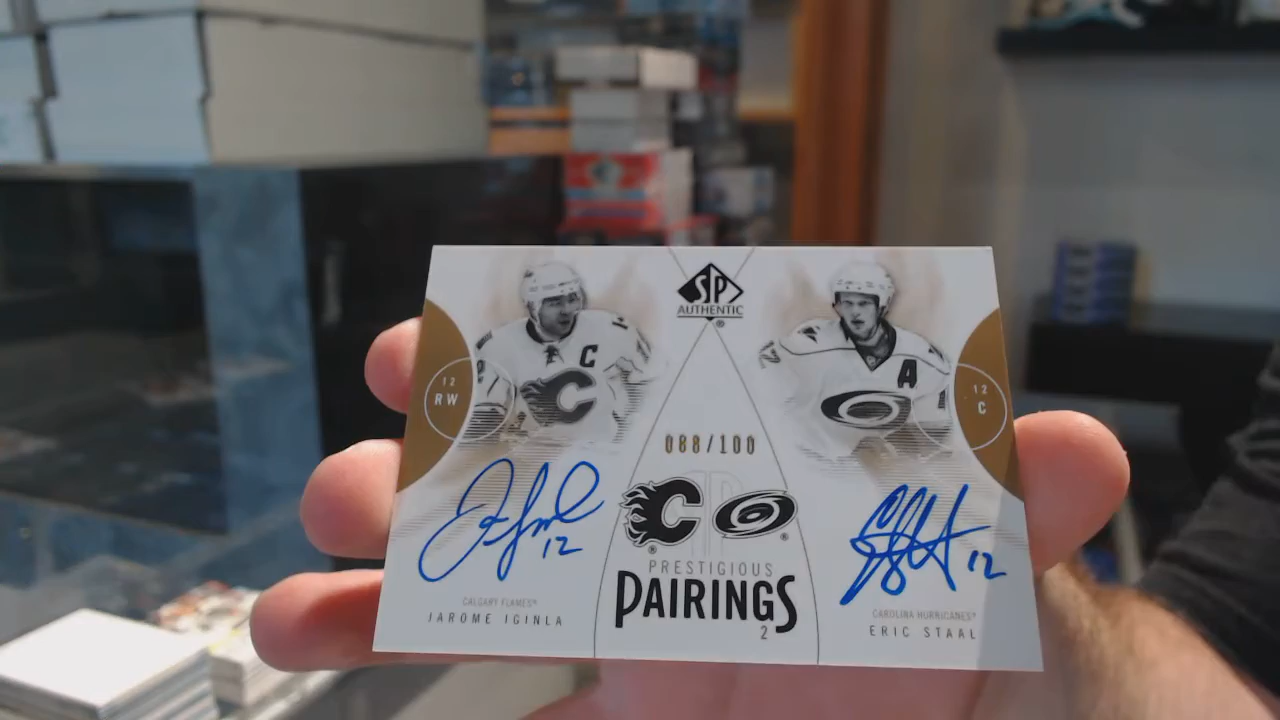 SP
AUTHENTIC
®
C
A
12
RW
12
C
12
088/100
C
® ®
12
12
PRESTIGIOUS
PAIRINGS
2
CALGARY FLAMES®
JAROME IGINLA
CAROLINA HURRICANES®
ERIC STAAL